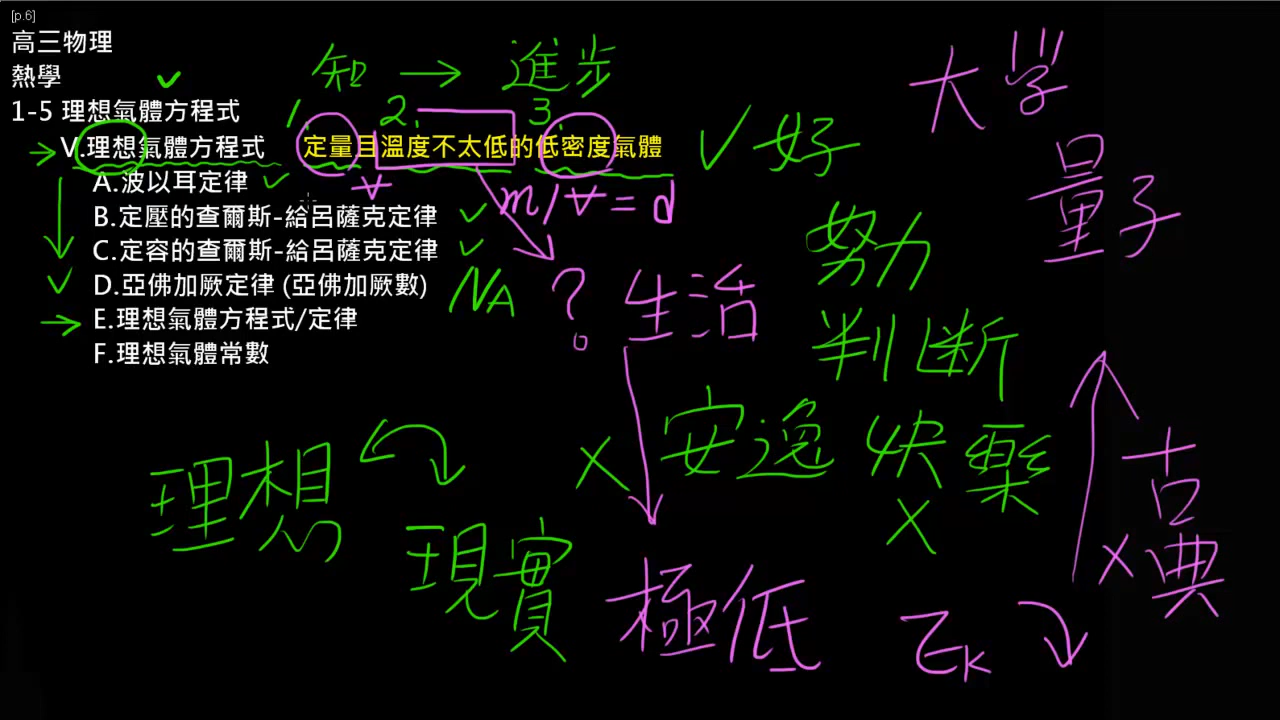 [p.6]
高三物理
熱學
1-5 理想氣體方程式
V.理想氣體方程式
定量且溫度不太低的低密度氣體
A.波以耳定律
B.定壓的查爾斯-給呂薩克定律
C.定容的查爾斯-給呂薩克定律
D.亞佛加厥定律 (亞佛加厥數)
E.理想氣體方程式/定律
F.理想氣體常數
知 → 進步
1. 2. 3.
✓ 好
大學
量子
m/V = d
NA
? 生活
努力
判斷
X 安逸 快樂
X
理想
現實
極低
EK
X 古典